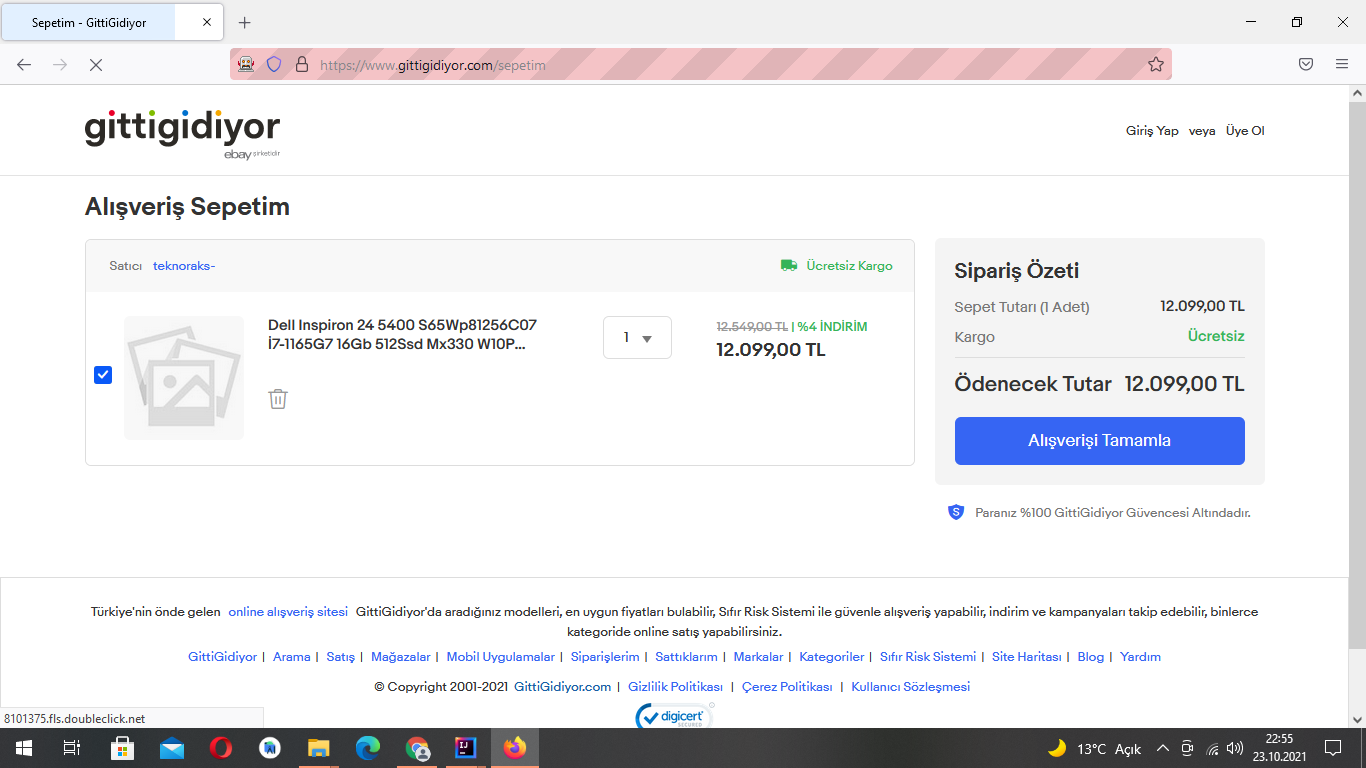 Sepetim - GittiGidiyor
https://www.gittigidiyor.com/sepetim
gittigidiyor
ebay şirketidir
Giriş Yap veya Üye Ol
Alışveriş Sepetim
Satıcı teknoraks-
Ücretsiz Kargo
Dell Inspiron 24 5400 S65Wp81256C07
İ7-1165G7 16Gb 512Ssd Mx330 W10P...
1
12.549,00 TL | %4 İNDİRİM
12.099,00 TL
Sipariş Özeti
Sepet Tutarı (1 Adet) 12.099,00 TL
Kargo Ücretsiz
Ödenecek Tutar 12.099,00 TL
Alışverişi Tamamla
S Paranız %100 GittiGidiyor Güvencesi Altındadır.
Türkiye'nin önde gelen online alışveriş sitesi GittiGidiyor'da aradığınız modelleri, en uygun fiyatları bulabilir, Sıfır Risk Sistemi ile güvenle alışveriş yapabilir, indirim ve kampanyaları takip edebilir, binlerce
kategoride online satış yapabilirsiniz.
GittiGidiyor | Arama | Satış | Mağazalar | Mobil Uygulamalar | Siparişlerim | Sattıklarım | Markalar | Kategoriler | Sıfır Risk Sistemi | Site Haritası | Blog | Yardım
© Copyright 2001-2021 GittiGidiyor.com | Gizlilik Politikası | Çerez Politikası | Kullanıcı Sözleşmesi
digicert
SECURED
8101375.fls.doubleclick.net
IJ
13°C Açık
22:55
23.10.2021